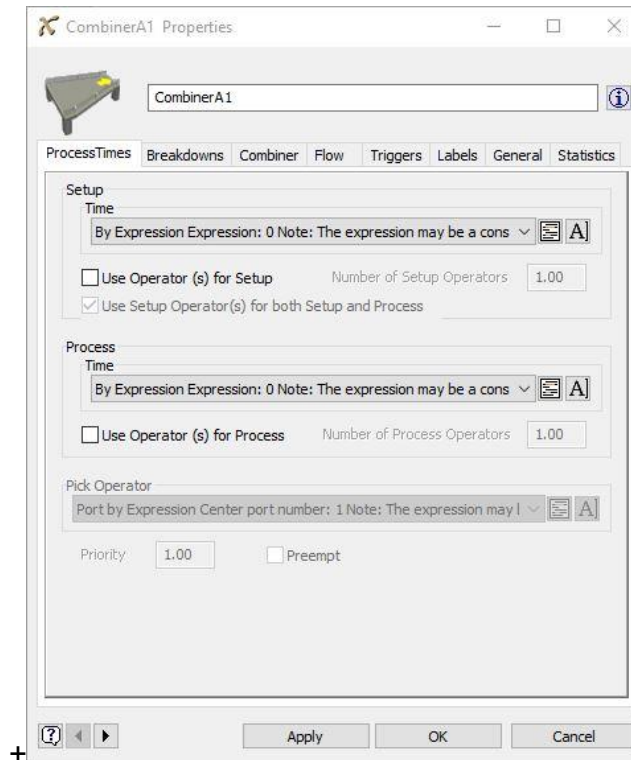 CombinerA1 Properties
CombinerA1
ProcessTimes Breakdowns Combiner Flow Triggers Labels General Statistics
Setup
Time
By Expression Expression: 0 Note: The expression may be a cons A]
Use Operator (s) for Setup Number of Setup Operators 1.00
Use Setup Operator(s) for both Setup and Process
Process
Time
By Expression Expression: 0 Note: The expression may be a cons A]
Use Operator (s) for Process Number of Process Operators 1.00
Pick Operator
Port by Expression Center port number: 1 Note: The expression may A]
Priority 1.00 Preempt
+ ? Apply OK Cancel